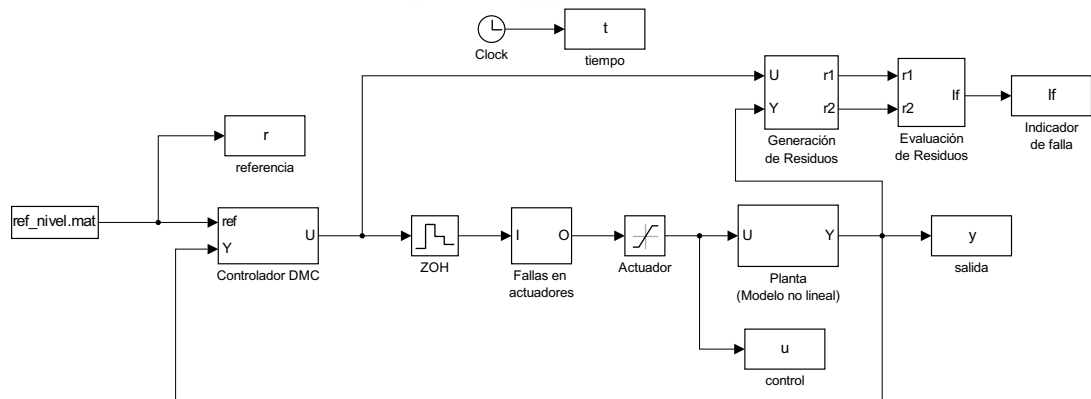 t
Clock
tiempo
U
r1
Y
r2
Generación
de Residuos
r1
r2
If
Evaluación
de Residuos
If
Indicador
de falla
r
referencia
ref_nivel.mat
ref
Y
U
Controlador DMC
ZOH
I
O
Fallas en
actuadores
Actuador
U
Y
Planta
(Modelo no lineal)
y
salida
u
control